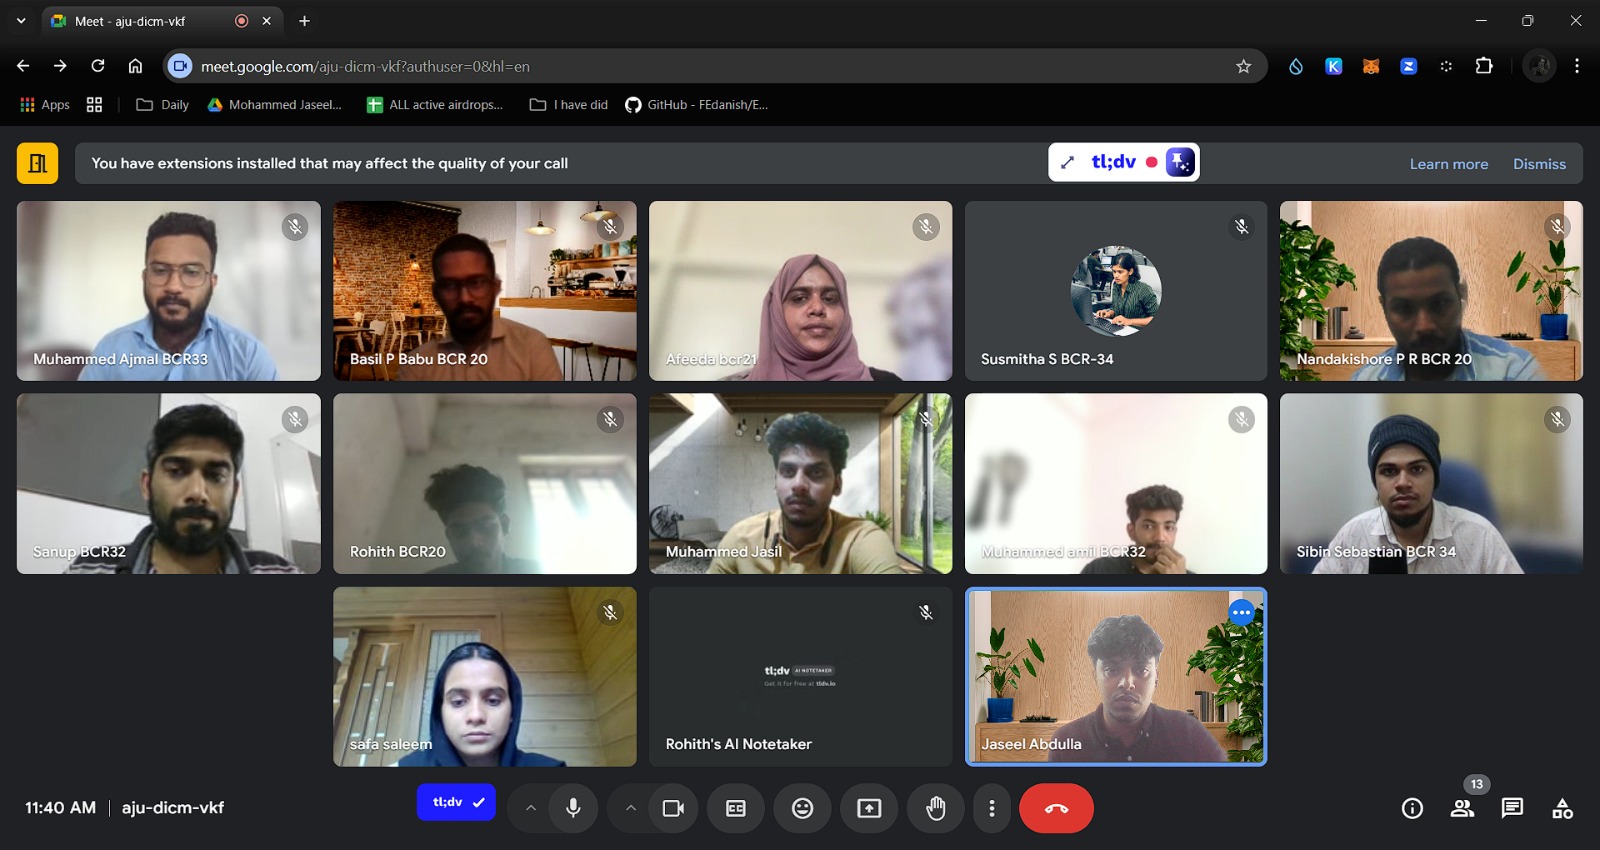 Meet - aju-dicm-vkf
meet.google.com/aju-dicm-vkf?authuser=0&hl=en
Apps
Daily
Mohammed Jaseel...
ALL active airdrops...
I have did
GitHub - FEdanish/E...
You have extensions installed that may affect the quality of your call
tl;dv
Learn more
Dismiss
Muhammed Ajmal BCR33
Basil P Babu BCR 20
Afeeda bcr21
Susmitha S BCR-34
Nandakishore P R BCR 20
Sanup BCR32
Rohith BCR20
Muhammed Jasil
Muhammed amil BCR32
Sibin Sebastian BCR 34
safa saleem
tl;dv AI NOTETAKER
Get it for free at tldv.io
Rohith's AI Notetaker
Jaseel Abdulla
11:40 AM
aju-dicm-vkf
tl;dv
13